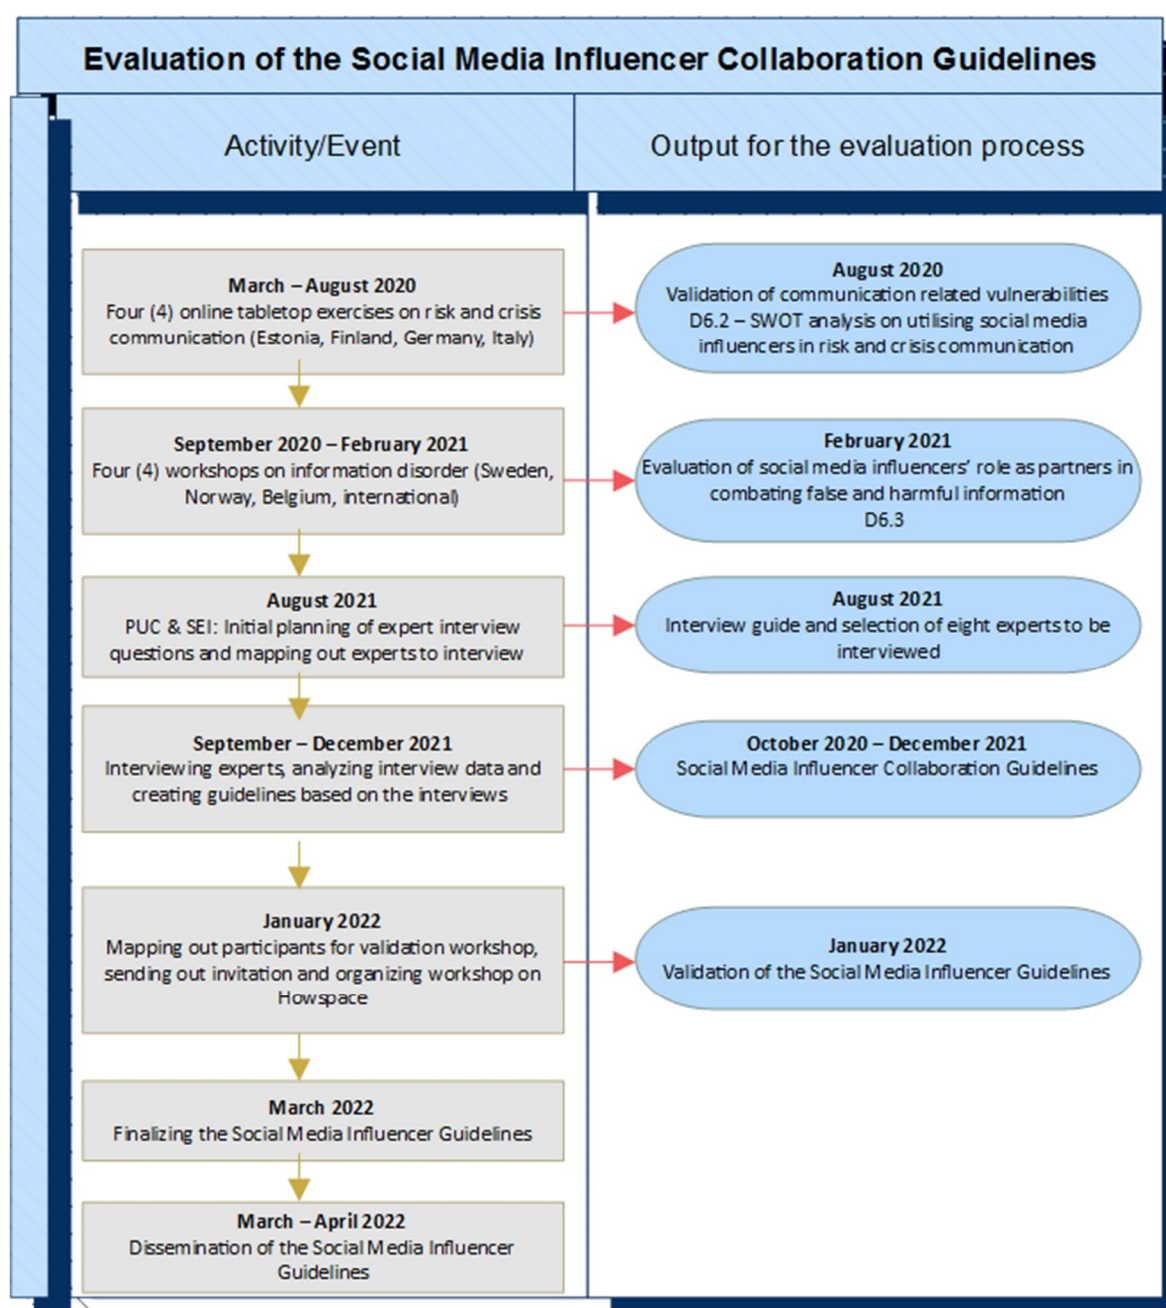 Evaluation of the Social Media Influencer Collaboration Guidelines
Activity/Event
Output for the evaluation process
March – August 2020
Four (4) online tabletop exercises on risk and crisis
communication (Estonia, Finland, Germany, Italy)
August 2020
Validation of communication related vulnerabilities
D6.2 – SWOT analysis on utilising social media
influencers in risk and crisis communication
September 2020 – February 2021
Four (4) workshops on information disorder (Sweden,
Norway, Belgium, international)
February 2021
Evaluation of social media influencers' role as partners in
combating false and harmful information
D6.3
August 2021
PUC & SEI: Initial planning of expert interview
questions and mapping out experts to interview
August 2021
Interview guide and selection of eight experts to be
interviewed
September – December 2021
Interviewing experts, analyzing interview data and
creating guidelines based on the interviews
October 2020 – December 2021
Social Media Influencer Collaboration Guidelines
January 2022
Mapping out participants for validation workshop,
sending out invitation and organizing workshop on
Howspace
January 2022
Validation of the Social Media Influencer Guidelines
March 2022
Finalizing the Social Media Influencer Guidelines
March – April 2022
Dissemination of the Social Media Influencer
Guidelines